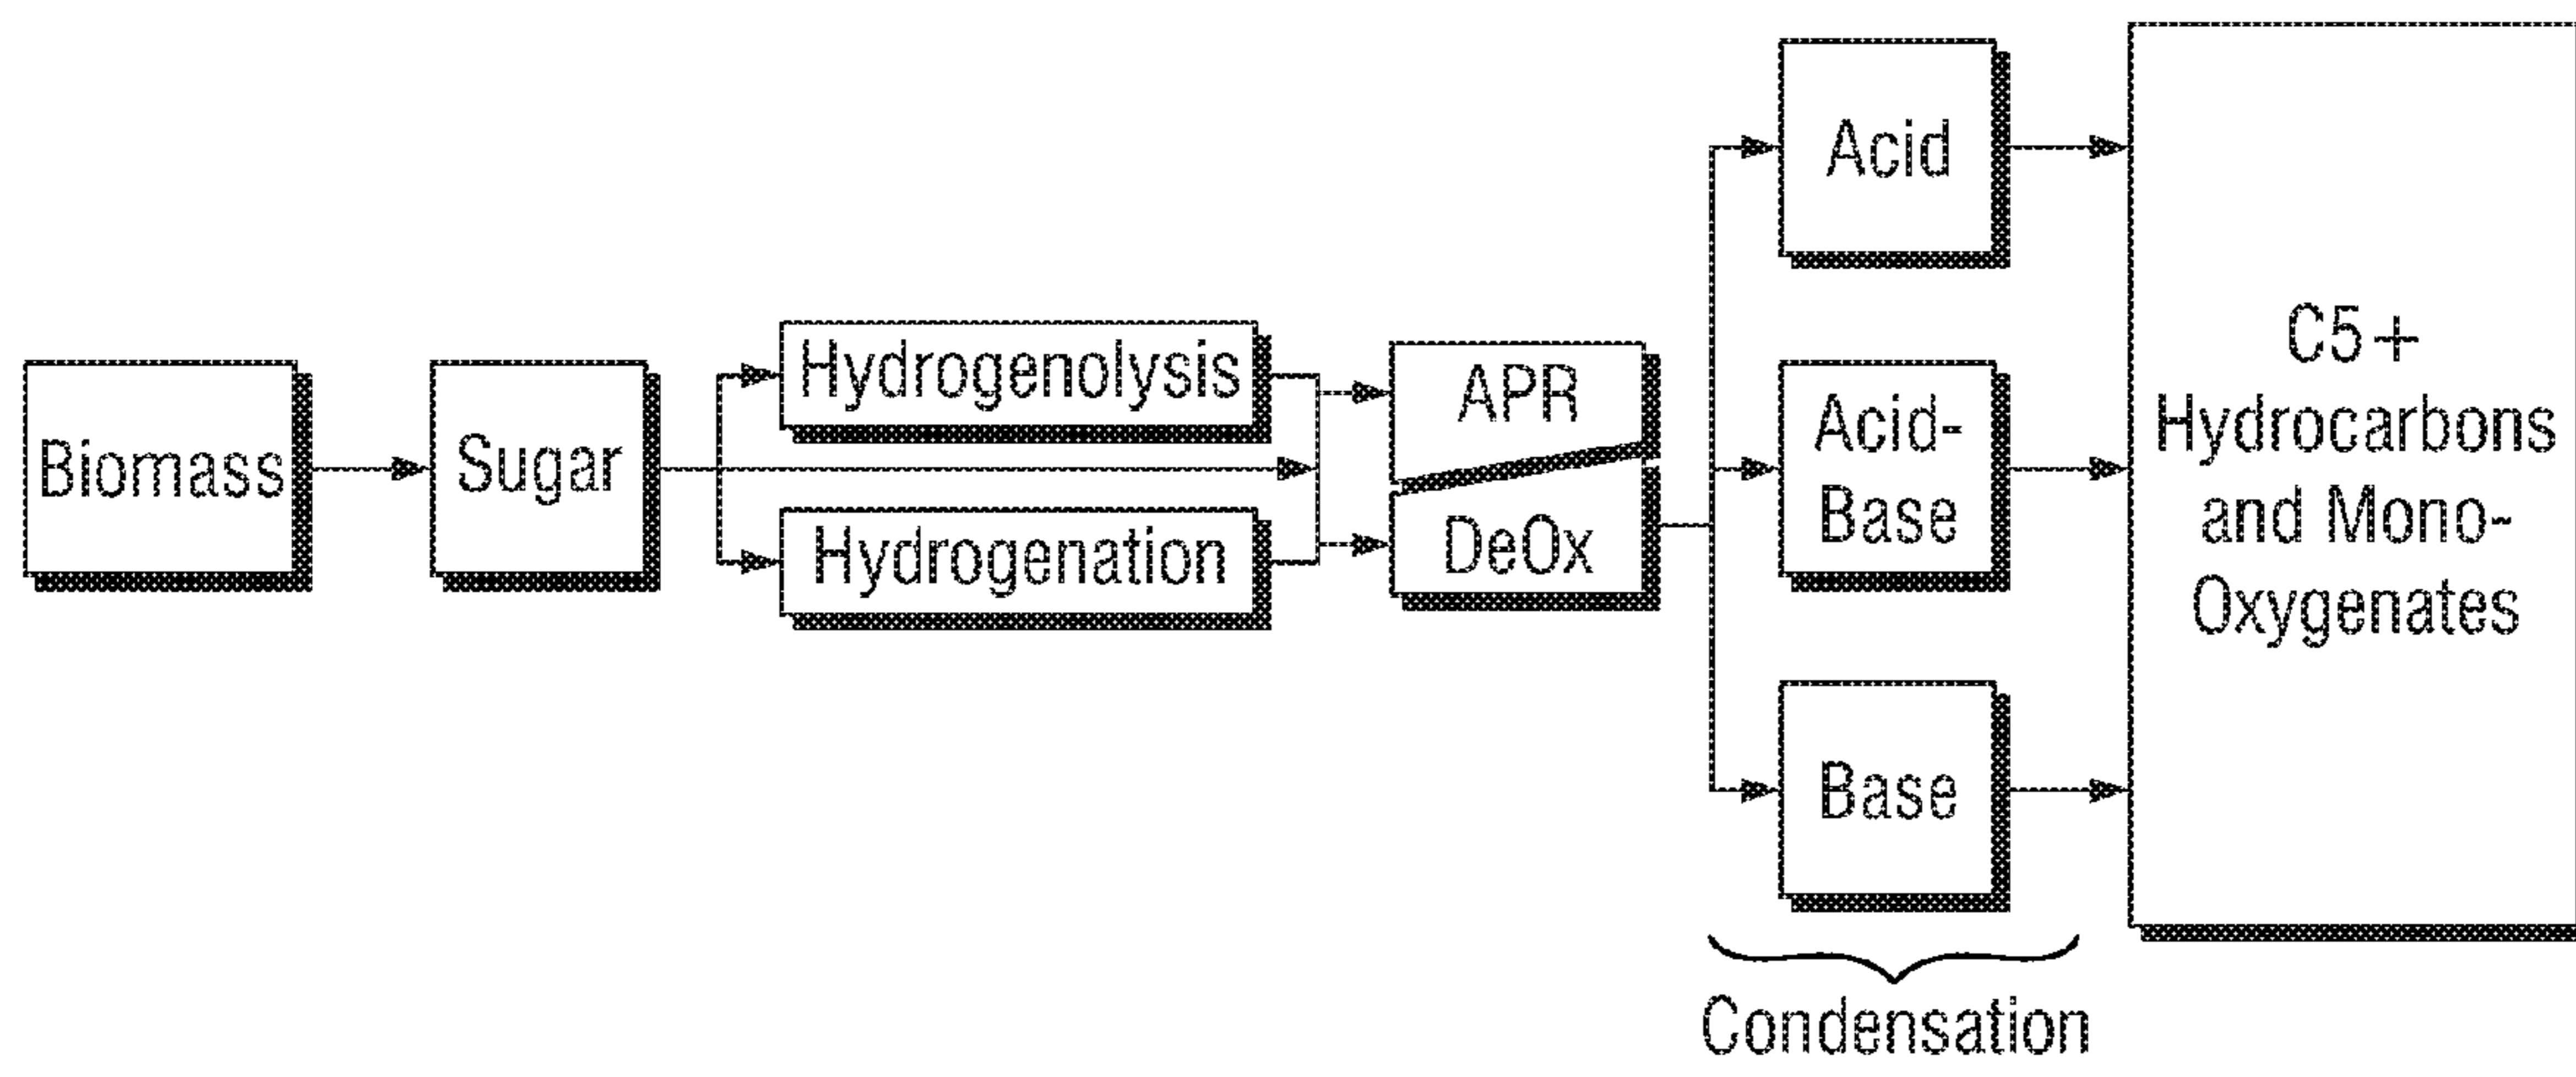 Biomass
Sugar
Hydrogenolysis
Hydrogenation
APR
DeOx
Acid
Acid-
Base
Base
Condensation
C5+
Hydrocarbons
and Mono-
Oxygenates